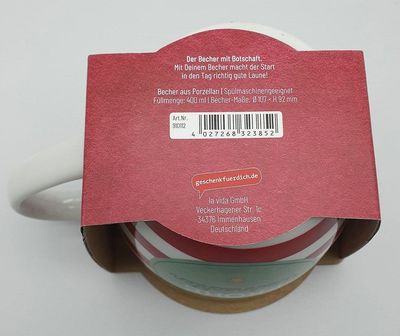 Der Becher mit Botschaft.
Mit Deinem Becher macht der Start
in den Tag richtig gute Laune!
Becher aus Porzellan | Spülmaschinengeeignet
Füllmenge: 400 ml | Becher-Maße: Ø 107 × H 92 mm
Art.Nr.
910112
4 027268 323852
geschenkfuerdich.de
la vida GmbH
Veckerhagener Str. 1c
34376 Immenhausen
Deutschland